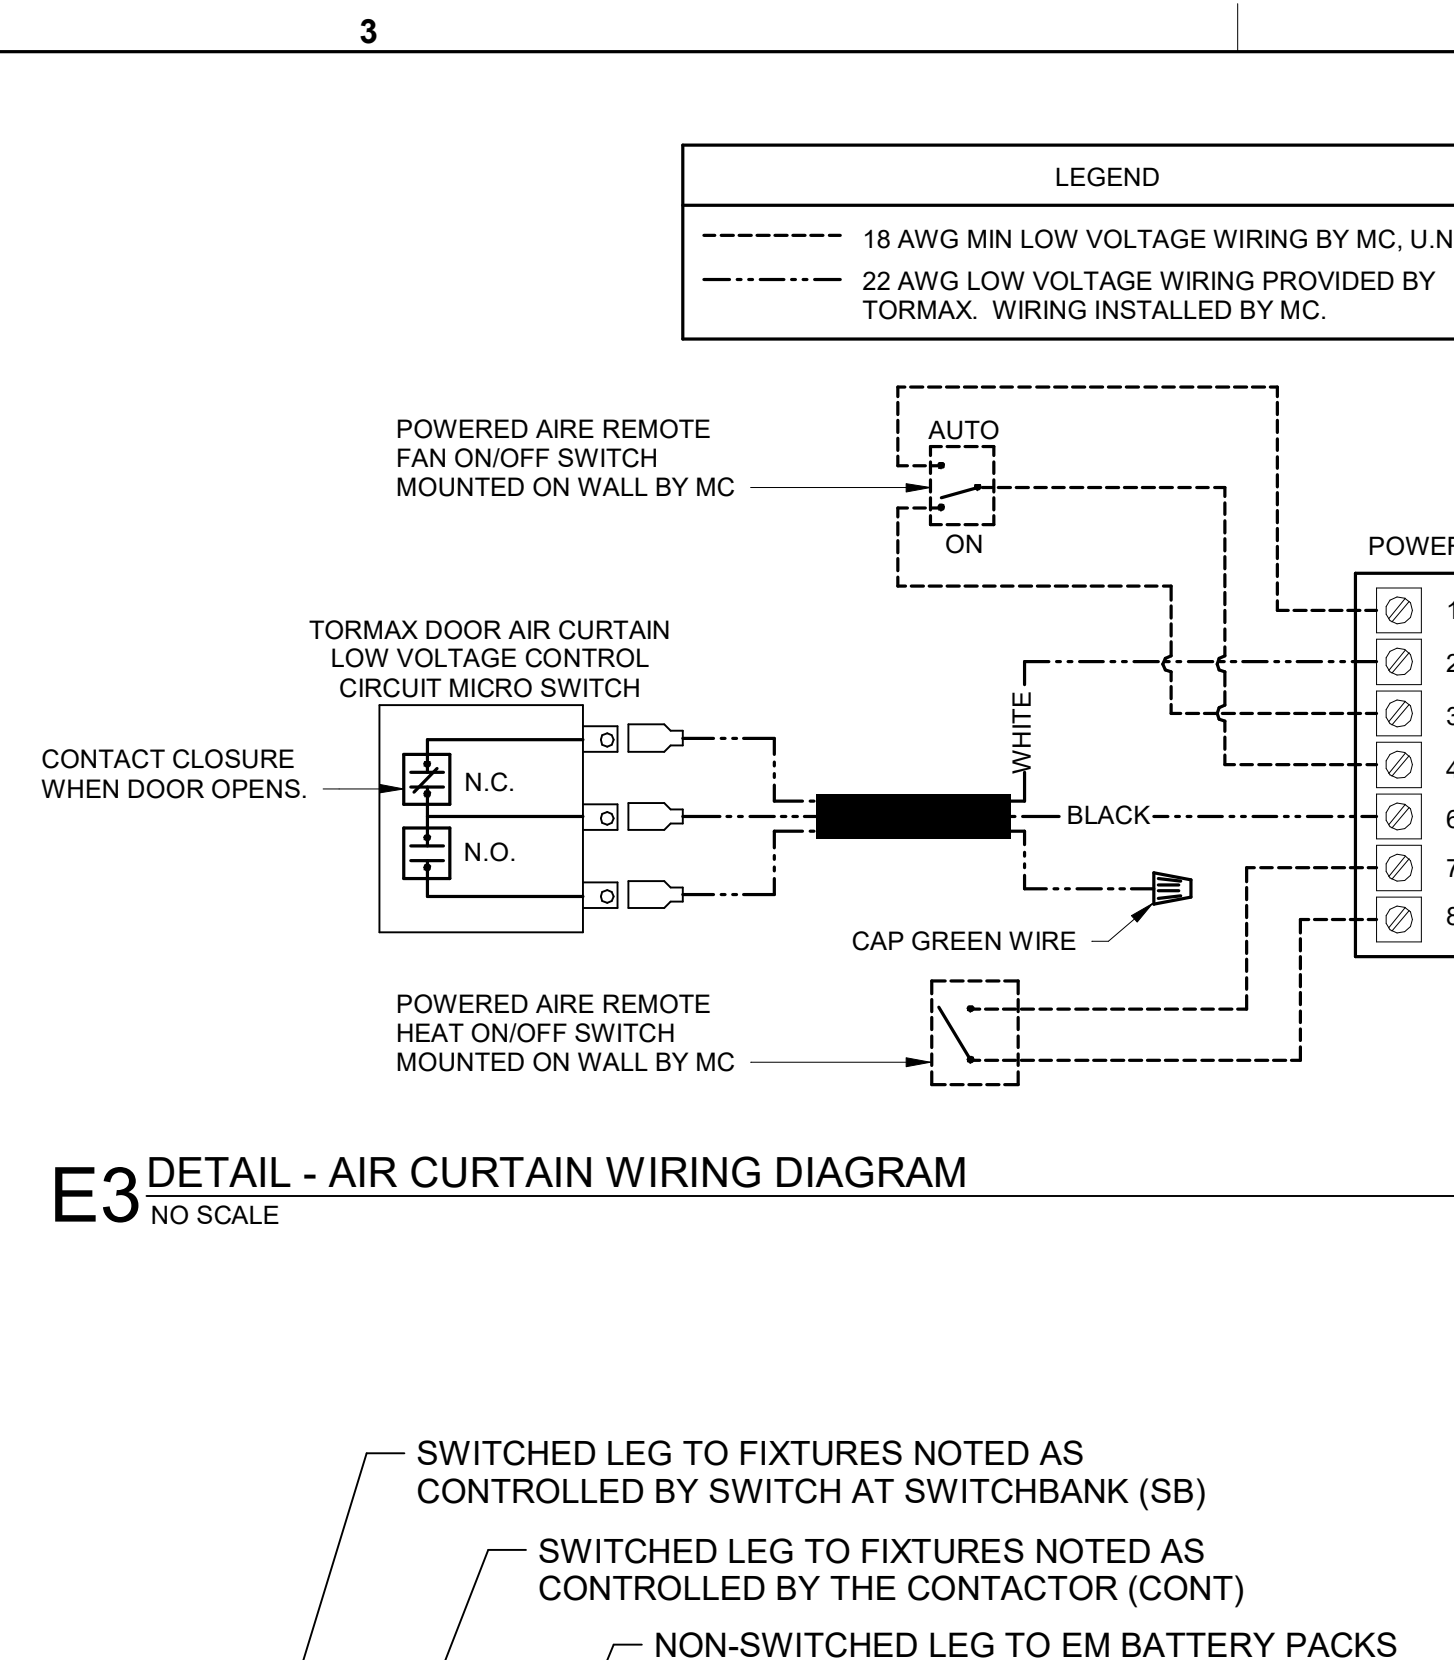 3
LEGEND
18 AWG MIN LOW VOLTAGE WIRING BY MC, U.N
22 AWG LOW VOLTAGE WIRING PROVIDED BY
TORMAX. WIRING INSTALLED BY MC.
POWERED AIRE REMOTE
FAN ON/OFF SWITCH
MOUNTED ON WALL BY MC
AUTO
ON
POWER
1
2
3
4
6
7
8
TORMAX DOOR AIR CURTAIN
LOW VOLTAGE CONTROL
CIRCUIT MICRO SWITCH
CONTACT CLOSURE
WHEN DOOR OPENS.
N.C.
N.O.
WHITE
BLACK
CAP GREEN WIRE
POWERED AIRE REMOTE
HEAT ON/OFF SWITCH
MOUNTED ON WALL BY MC
E3 DETAIL - AIR CURTAIN WIRING DIAGRAM
NO SCALE
SWITCHED LEG TO FIXTURES NOTED AS
CONTROLLED BY SWITCH AT SWITCHBANK (SB)
SWITCHED LEG TO FIXTURES NOTED AS
CONTROLLED BY THE CONTACTOR (CONT)
NON-SWITCHED LEG TO EM BATTERY PACKS